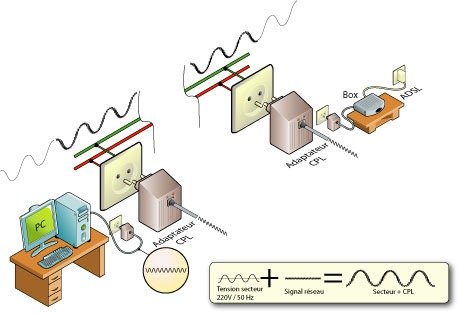 Box
ADSL
Adaptateur
CPL
PC
Adaptateur
CPL
Tension secteur
220V / 50 Hz
+
Signal réseau
=
Secteur + CPL